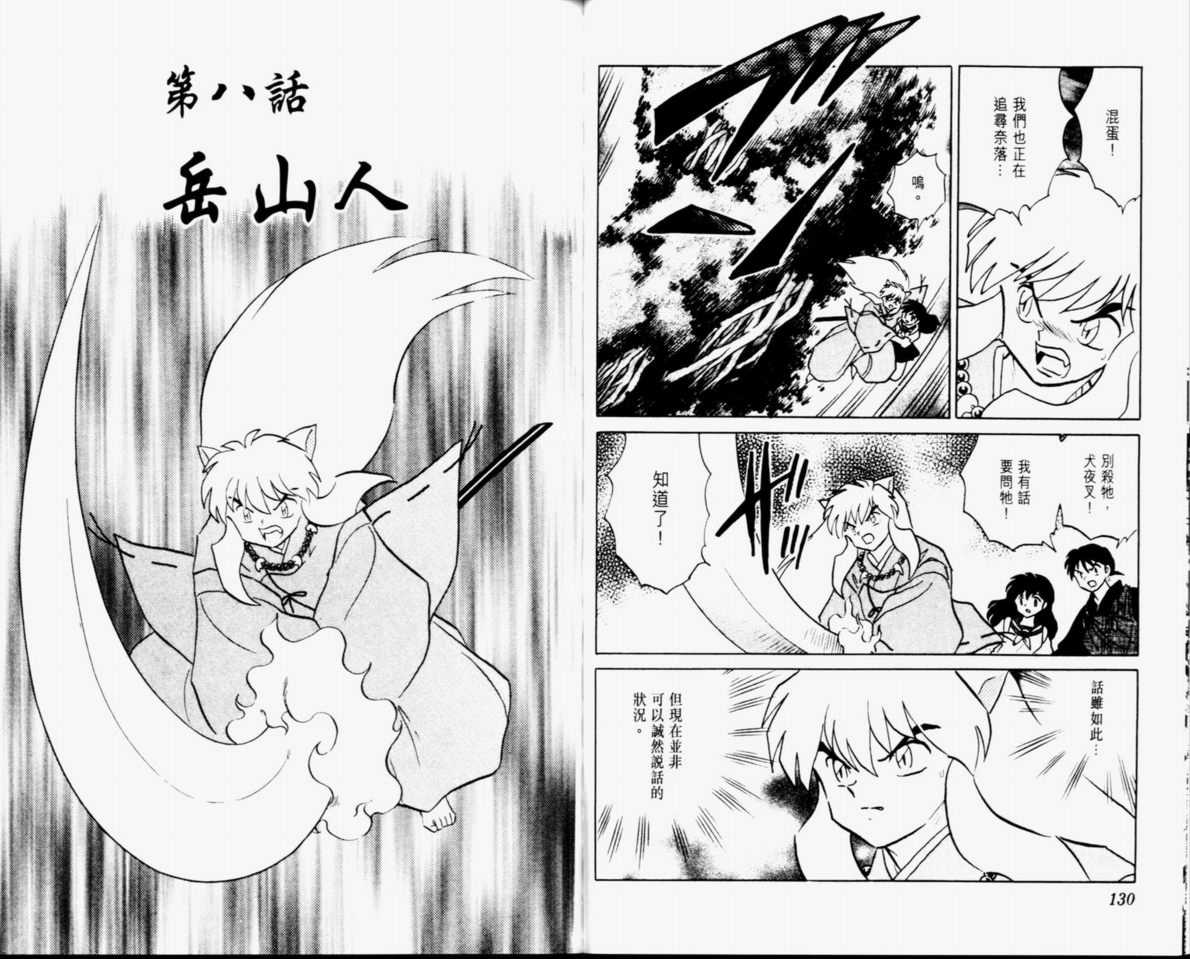 混蛋！
我們也正在
追尋奈落…
嗚。
別殺牠，
犬夜叉！
我有話
要問牠！
知道了！
話雖如此…
但現在並非
可以誠然說話的
狀況。
130
第八話
岳山人